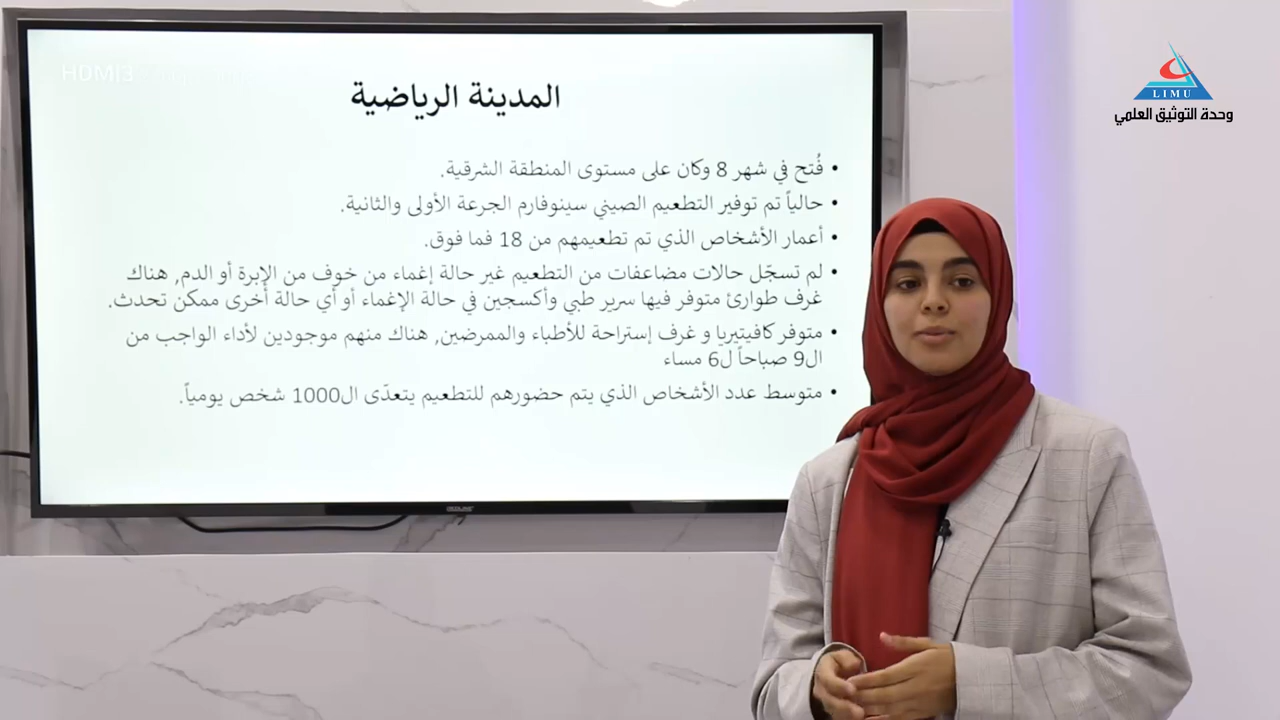 HDMI3
المدينة الرياضية
• فُتح في شهر 8 وكان على مستوى المنطقة الشرقية.
• حالياً تم توفير التطعيم الصيني سينوفارم الجرعة الأولى والثانية.
• أعمار الأشخاص الذي تم تطعيمهم من 18 فما فوق.
• لم تسجّل حالات مضاعفات من التطعيم غير حالة إغماء من خوف من الإبرة أو الدم, هناك
غرف طوارئ متوفر فيها سرير طبي وأكسجين في حالة الإغماء أو أي حالة أخرى ممكن تحدث.
• متوفر كافيتيريا و غرف إستراحة للأطباء والممرضين, هناك منهم موجودين لأداء الواجب من
ال9 صباحاً ل6 مساء
• متوسط عدد الأشخاص الذي يتم حضورهم للتطعيم يتعدّى ال1000 شخص يومياً.
LIMU
وحدة التوثيق العلمي